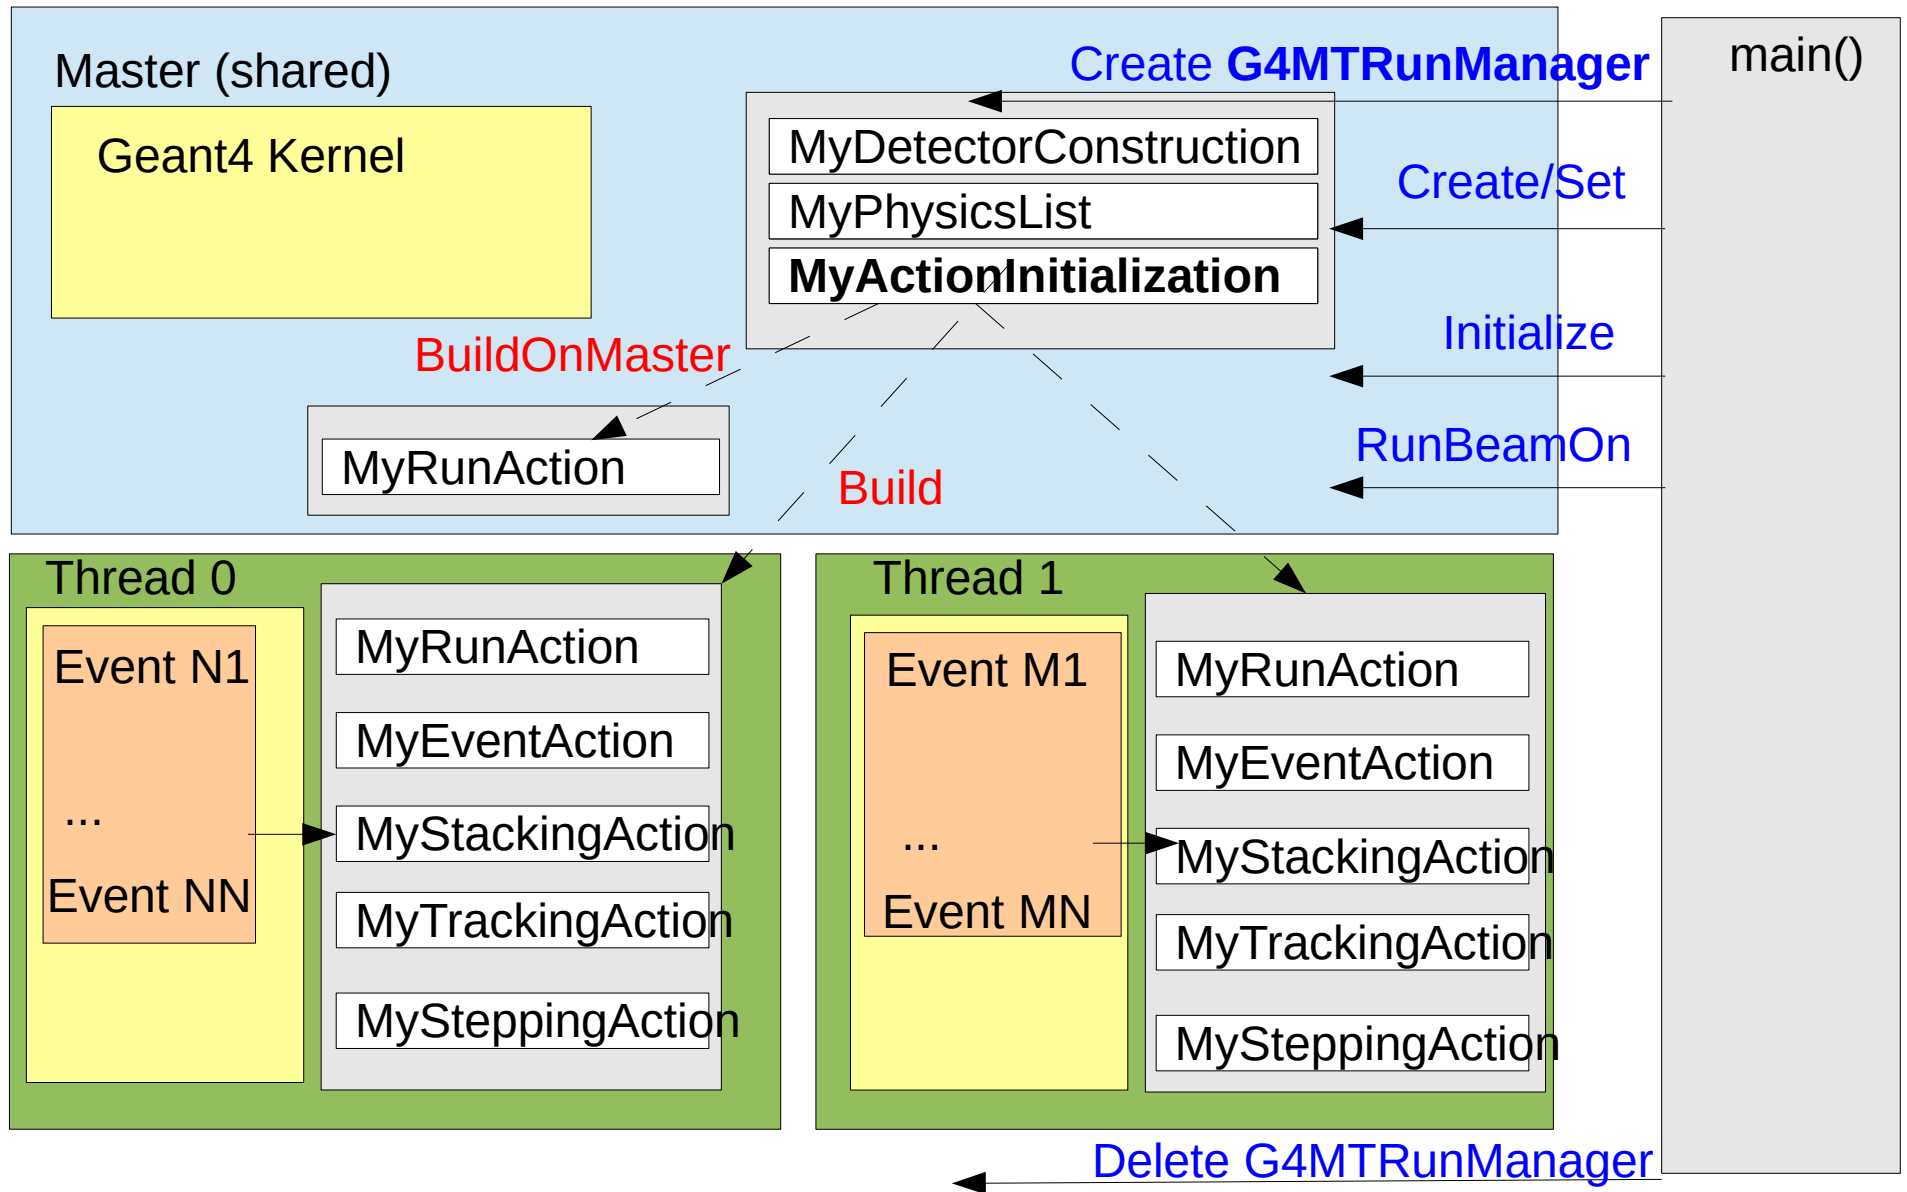 Master (shared)
Create G4MTRunManager
main()
Geant4 Kernel
MyDetectorConstruction
Create/Set
MyPhysicsList
MyActionInitialization
Initialize
BuildOnMaster
RunBeamOn
MyRunAction
Build
Thread 0
Event N1
...
Event NN
MyRunAction
MyEventAction
MyStackingAction
MyTrackingAction
MySteppingAction
Thread 1
Event M1
...
Event MN
MyRunAction
MyEventAction
MyStackingAction
MyTrackingAction
MySteppingAction
Delete G4MTRunManager